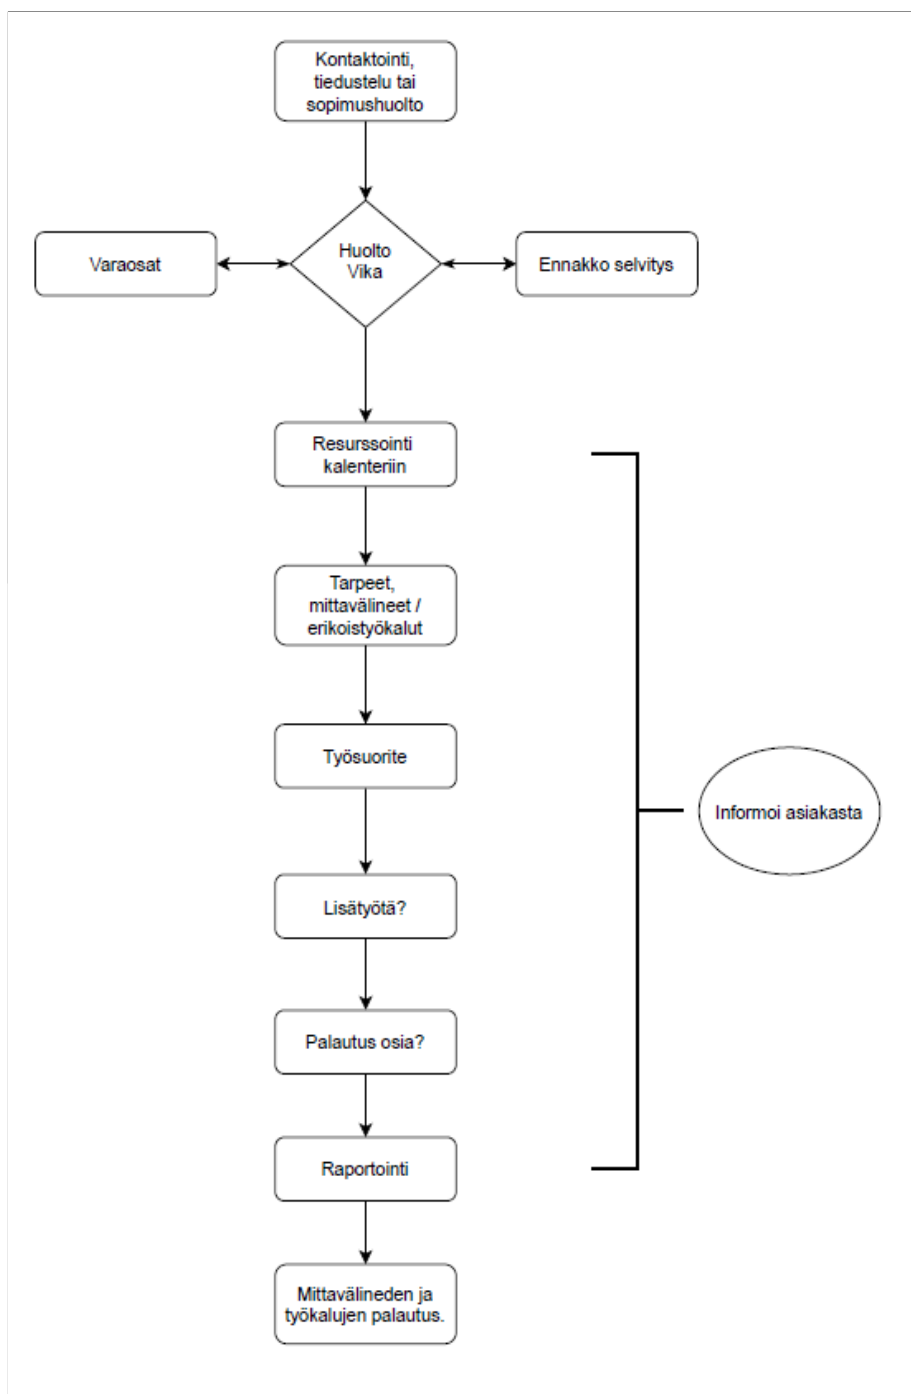 Kontaktointi,
tiedustelu tai
sopimushuolto
Varaosat
Huolto
Vika
Ennakko selvitys
Resurssointi
kalenteriin
Tarpeet,
mittavälineet /
erikoistyökalut
Työsuorite
Informoi asiakasta
Lisätyötä?
Palautus osia?
Raportointi
Mittavälineden ja
työkalujen palautus.